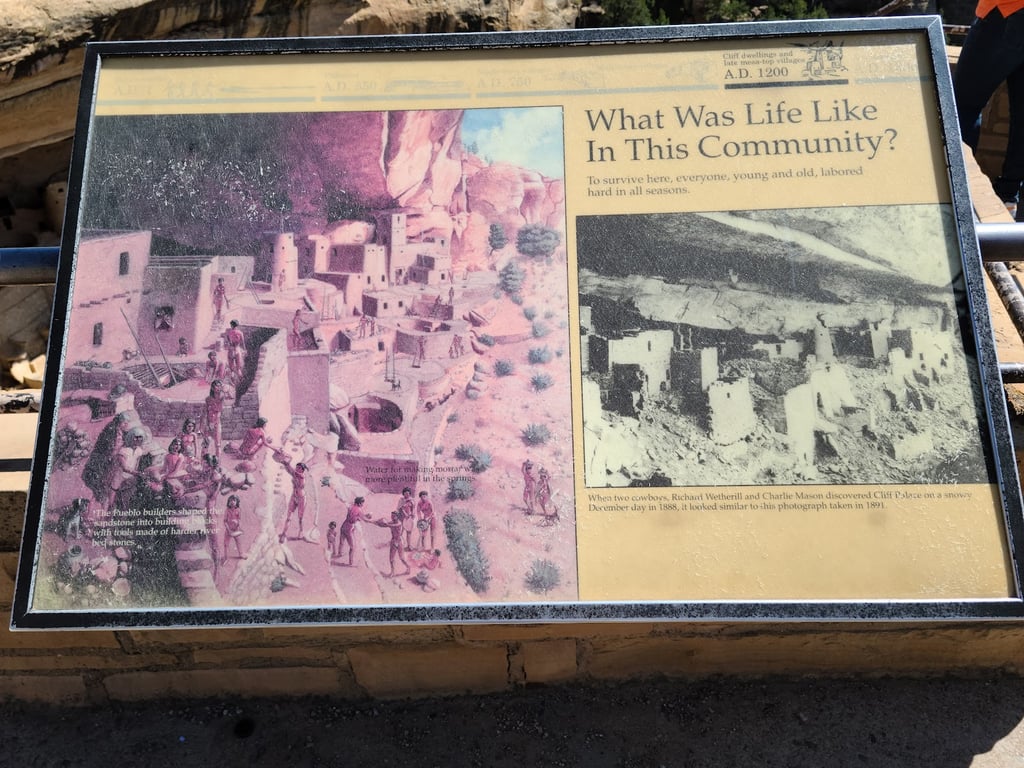 A.D. 1
A.D. 550
A.D. 750
Cliff dwellings and
late mesa-top villages
A.D. 1200
What Was Life Like
In This Community?
To survive here, everyone, young and old, labored
hard in all seasons.
Water for making mortar w
more plentiful in the springs
The Pueblo builders shaped the
sandstone into building blocks
with tools made of harder river
bed stones.
When two cowboys, Richard Wetherill and Charlie Mason discovered Cliff Palace on a snowy
December day in 1888, it looked similar to this photograph taken in 1891.